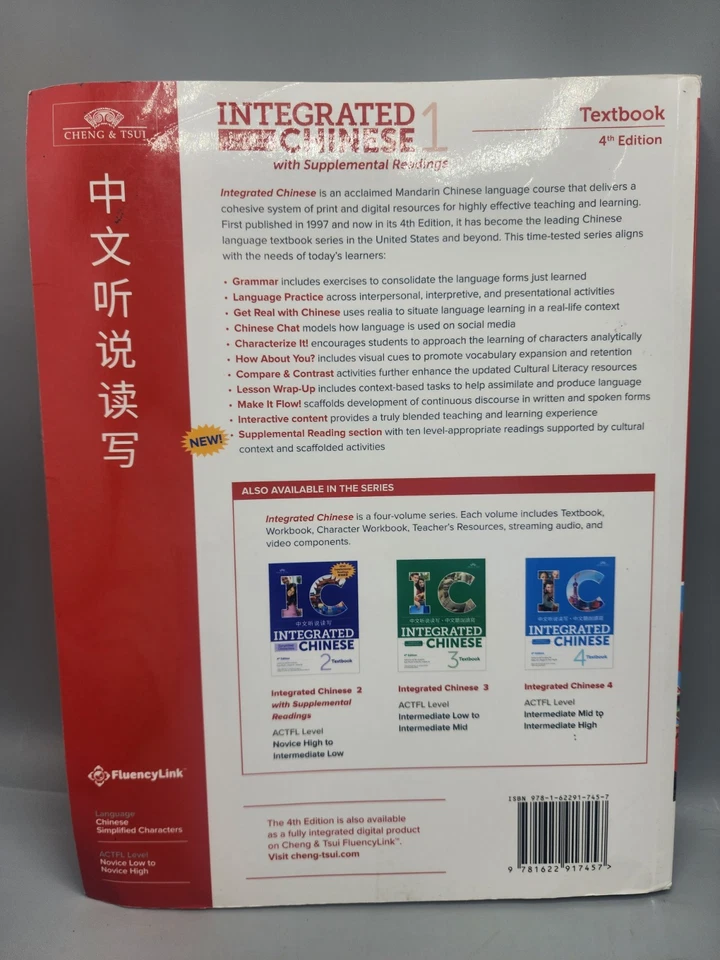 CHENG & TSUI
中文听说读写
FluencyLink™
Language
Chinese
Simplified Characters
ACTFL Level
Novice Low to
Novice High
INTEGRATED
CHINESE
1
with Supplemental Readings
Textbook
4th Edition
Integrated Chinese is an acclaimed Mandarin Chinese language course that delivers a
cohesive system of print and digital resources for highly effective teaching and learning.
First published in 1997 and now in its 4th Edition, it has become the leading Chinese
language textbook series in the United States and beyond. This time-tested series aligns
with the needs of today's learners:
• Grammar includes exercises to consolidate the language forms just learned
• Language Practice across interpersonal, interpretive, and presentational activities
• Get Real with Chinese uses realia to situate language learning in a real-life context
• Chinese Chat models how language is used on social media
• Characterize It! encourages students to approach the learning of characters analytically
• How About You? includes visual cues to promote vocabulary expansion and retention
• Compare & Contrast activities further enhance the updated Cultural Literacy resources
• Lesson Wrap-Up includes context-based tasks to help assimilate and produce language
• Make It Flow! scaffolds development of continuous discourse in written and spoken forms
• Interactive content provides a truly blended teaching and learning experience
NEW!
• Supplemental Reading section with ten level-appropriate readings supported by cultural
context and scaffolded activities
ALSO AVAILABLE IN THE SERIES
Integrated Chinese is a four-volume series. Each volume includes Textbook,
Workbook, Character Workbook, Teacher's Resources, streaming audio, and
video components.
IC
中文听说读写
INTEGRATED
CHINESE
2 Textbook
IC
INTEGRATED
CHINESE
3 Textbook
IC
INTEGRATED
CHINESE
4 Textbook
Integrated Chinese 2
with Supplemental
Readings
ACTFL Level
Novice High to
Intermediate Low
Integrated Chinese 3
ACTFL Level
Intermediate Low to
Intermediate Mid
Integrated Chinese 4
ACTFL Level
Intermediate Mid to
Intermediate High
The 4th Edition is also available
as a fully integrated digital product
on Cheng & Tsui FluencyLink™.
Visit cheng-tsui.com
ISBN 978-1-62291-745-7
9 781622 917457 >